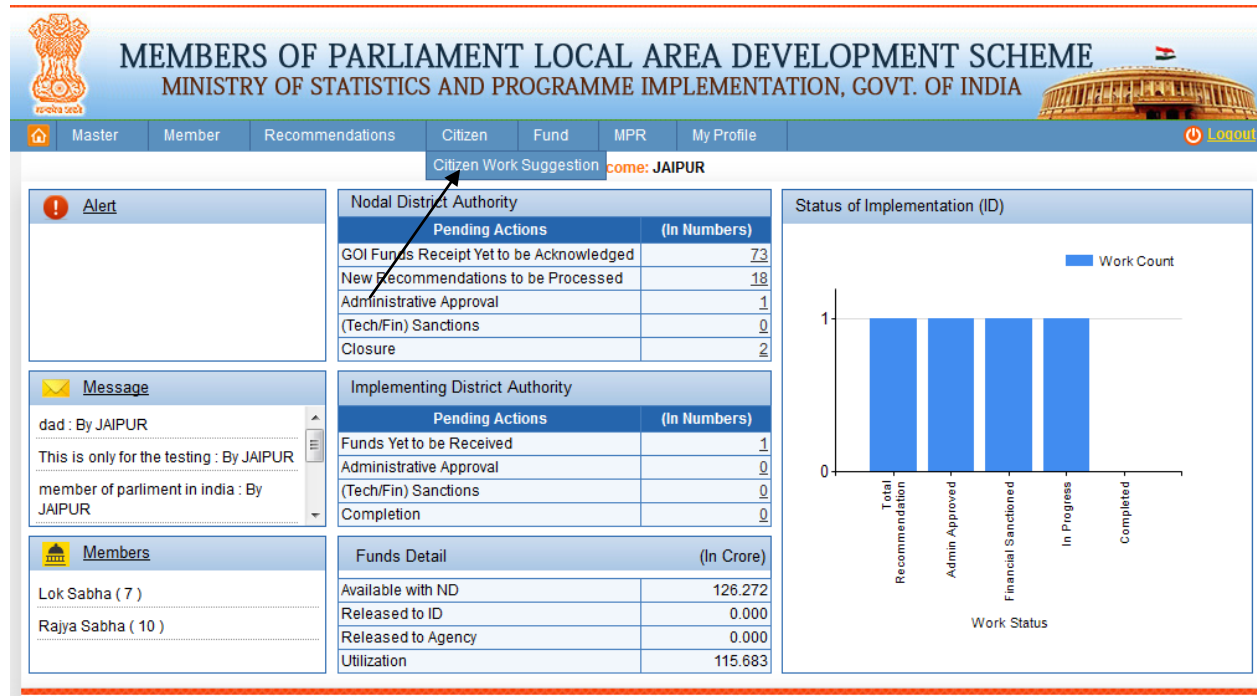 सत्यमेव जयते
MEMBERS OF PARLIAMENT LOCAL AREA DEVELOPMENT SCHEME
MINISTRY OF STATISTICS AND PROGRAMME IMPLEMENTATION, GOVT. OF INDIA
Master Member Recommendations Citizen Fund MPR My Profile Logout
Citizen Work Suggestion
come: JAIPUR
Alert
Message
dad : By JAIPUR
This is only for the testing : By JAIPUR
member of parliment in india : By
JAIPUR
Members
Lok Sabha ( 7 )
Rajya Sabha ( 10 )
Nodal District Authority
Pending Actions (In Numbers)
GOI Funds Receipt Yet to be Acknowledged 73
New Recommendations to be Processed 18
Administrative Approval 1
(Tech/Fin) Sanctions 0
Closure 2
Implementing District Authority
Pending Actions (In Numbers)
Funds Yet to be Received 1
Administrative Approval 0
(Tech/Fin) Sanctions 0
Completion 0
Funds Detail (In Crore)
Available with ND 126.272
Released to ID 0.000
Released to Agency 0.000
Utilization 115.683
Status of Implementation (ID)
Work Count
1
0
Total
Recommendation
Admin Approved
Financial Sanctioned
In Progress
Completed
Work Status